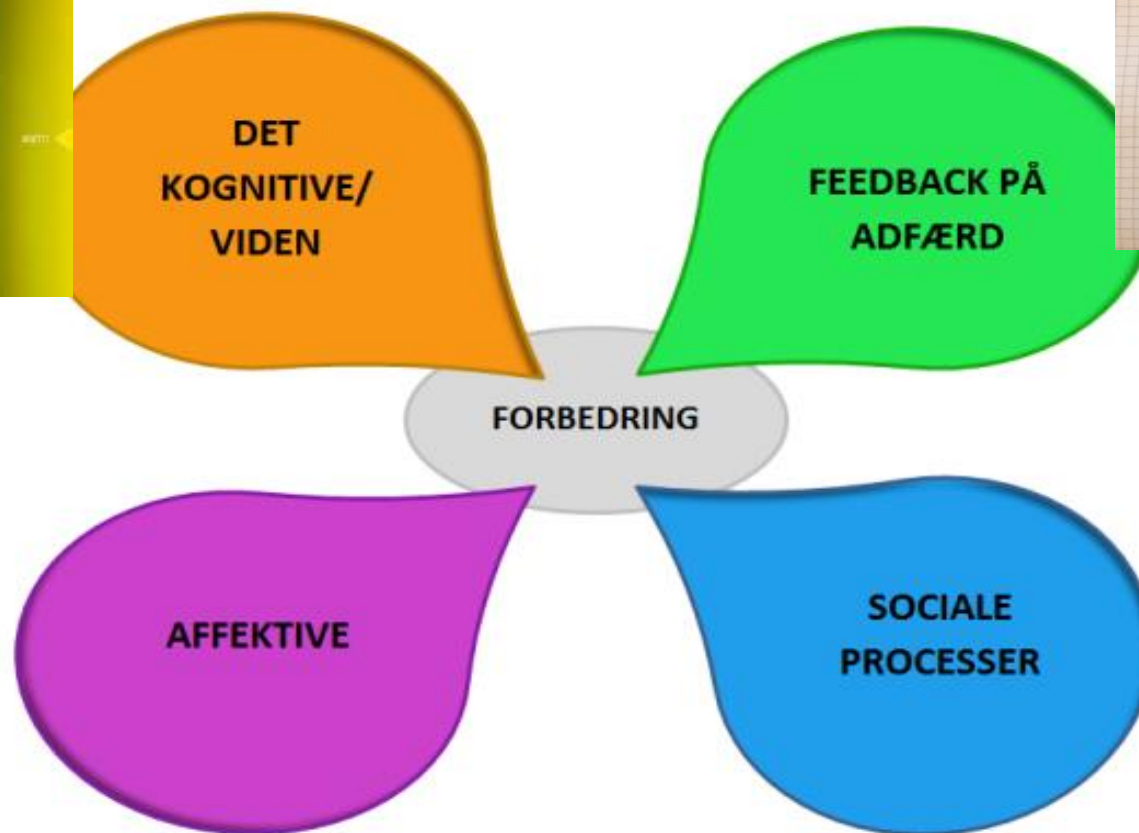 DET
KOGNITIVE/
VIDEN
FEEDBACK PÅ
ADFÆRD
FORBEDRING
AFFEKTIVE
SOCIALE
PROCESSER